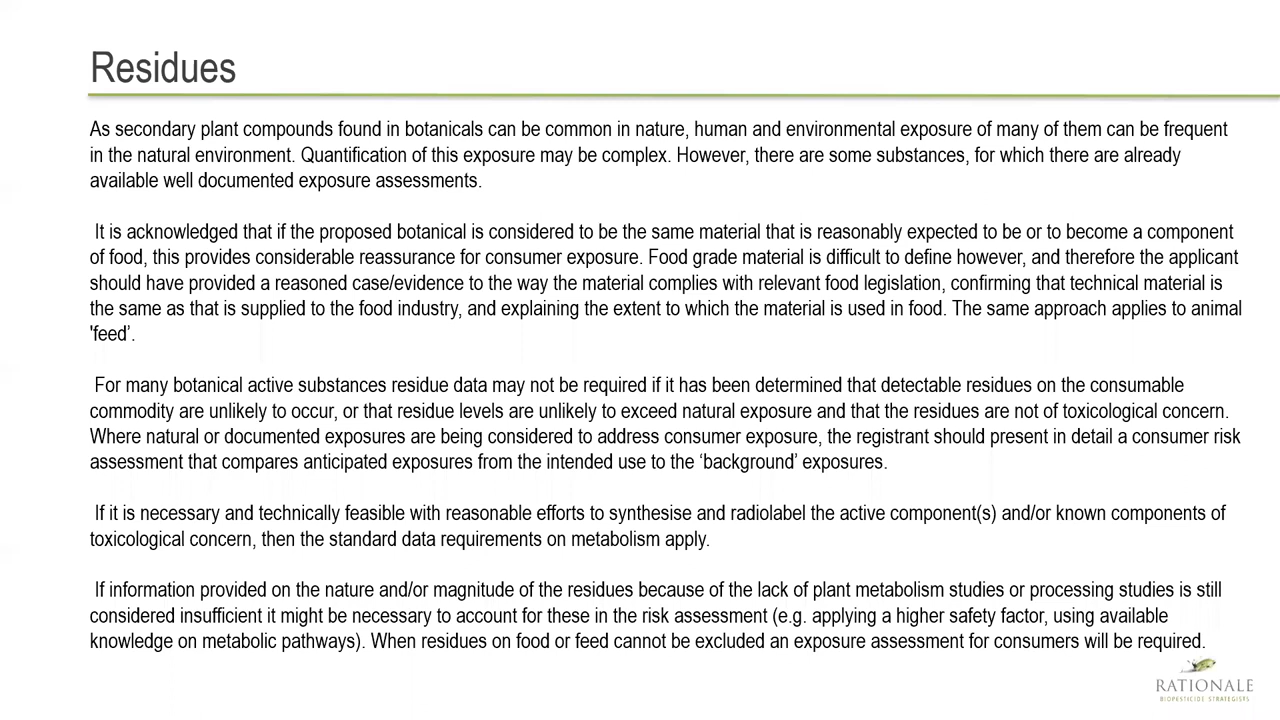 Residues
As secondary plant compounds found in botanicals can be common in nature, human and environmental exposure of many of them can be frequent
in the natural environment. Quantification of this exposure may be complex. However, there are some substances, for which there are already
available well documented exposure assessments.
It is acknowledged that if the proposed botanical is considered to be the same material that is reasonably expected to be or to become a component
of food, this provides considerable reassurance for consumer exposure. Food grade material is difficult to define however, and therefore the applicant
should have provided a reasoned case/evidence to the way the material complies with relevant food legislation, confirming that technical material is
the same as that is supplied to the food industry, and explaining the extent to which the material is used in food. The same approach applies to animal
'feed’.
For many botanical active substances residue data may not be required if it has been determined that detectable residues on the consumable
commodity are unlikely to occur, or that residue levels are unlikely to exceed natural exposure and that the residues are not of toxicological concern.
Where natural or documented exposures are being considered to address consumer exposure, the registrant should present in detail a consumer risk
assessment that compares anticipated exposures from the intended use to the ‘background’ exposures.
If it is necessary and technically feasible with reasonable efforts to synthesise and radiolabel the active component(s) and/or known components of
toxicological concern, then the standard data requirements on metabolism apply.
If information provided on the nature and/or magnitude of the residues because of the lack of plant metabolism studies or processing studies is still
considered insufficient it might be necessary to account for these in the risk assessment (e.g. applying a higher safety factor, using available
knowledge on metabolic pathways). When residues on food or feed cannot be excluded an exposure assessment for consumers will be required.
RATIONALE
BIOPESTICIDE STRATEGISTS